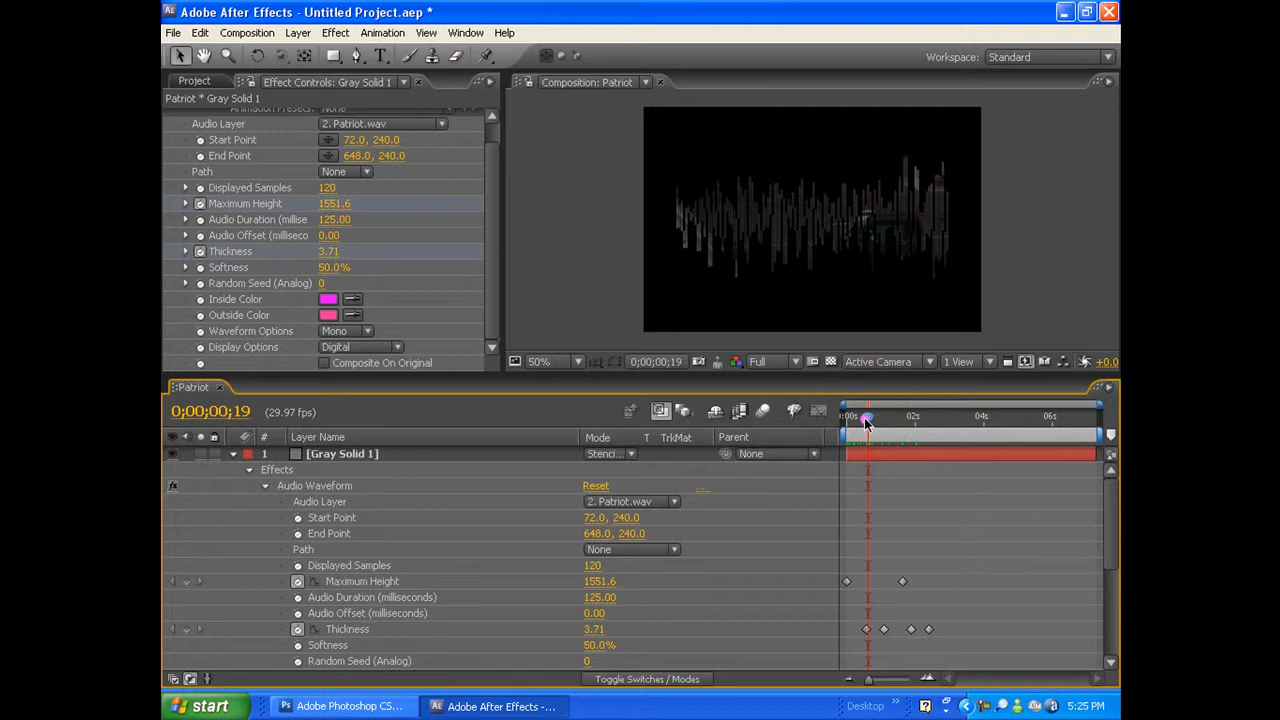 Adobe After Effects - Untitled Project.aep *
File Edit Composition Layer Effect Animation View Window Help
Workspace: Standard
Project Effect Controls: Gray Solid 1
Composition: Patriot
Patriot * Gray Solid 1
Animation Presets: None
Audio Layer 2. Patriot.wav
Start Point 72.0, 240.0
End Point 648.0, 240.0
Path None
Displayed Samples 120
Maximum Height 1551.6
Audio Duration (millise 125.00
Audio Offset (milliseco 0.00
Thickness 3.71
Softness 50.0%
Random Seed (Analog) 0
Inside Color
Outside Color
Waveform Options Mono
Display Options Digital
Composite On Original
50% 0;00;00;19 Full Active Camera 1 View +0.0
Patriot
0;00;00;19 (29.97 fps)
:00s 02s 04s 06s
# Layer Name Mode T TrkMat Parent
1 [Gray Solid 1] Stenci... None
Effects
fx Audio Waveform Reset ...
Audio Layer 2. Patriot.wav
Start Point 72.0, 240.0
End Point 648.0, 240.0
Path None
Displayed Samples 120
Maximum Height 1551.6
Audio Duration (milliseconds) 125.00
Audio Offset (milliseconds) 0.00
Thickness 3.71
Softness 50.0%
Random Seed (Analog) 0
Toggle Switches / Modes
start Adobe Photoshop CS... Adobe After Effects -... Desktop 5:25 PM